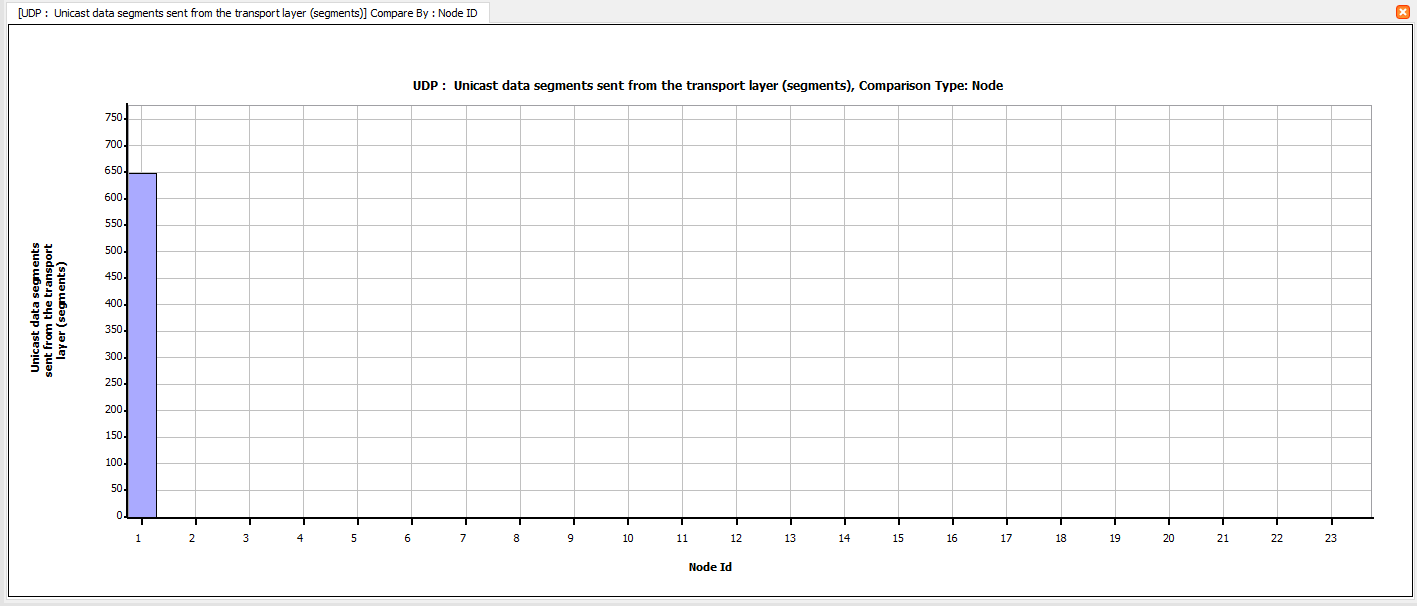 [UDP : Unicast data segments sent from the transport layer (segments)] Compare By : Node ID
UDP : Unicast data segments sent from the transport layer (segments), Comparison Type: Node
750
700
650
600
550
500
450
400
350
300
250
200
150
100
50
0
Unicast data segments
sent from the transport
layer (segments)
1 2 3 4 5 6 7 8 9 10 11 12 13 14 15 16 17 18 19 20 21 22 23
Node Id